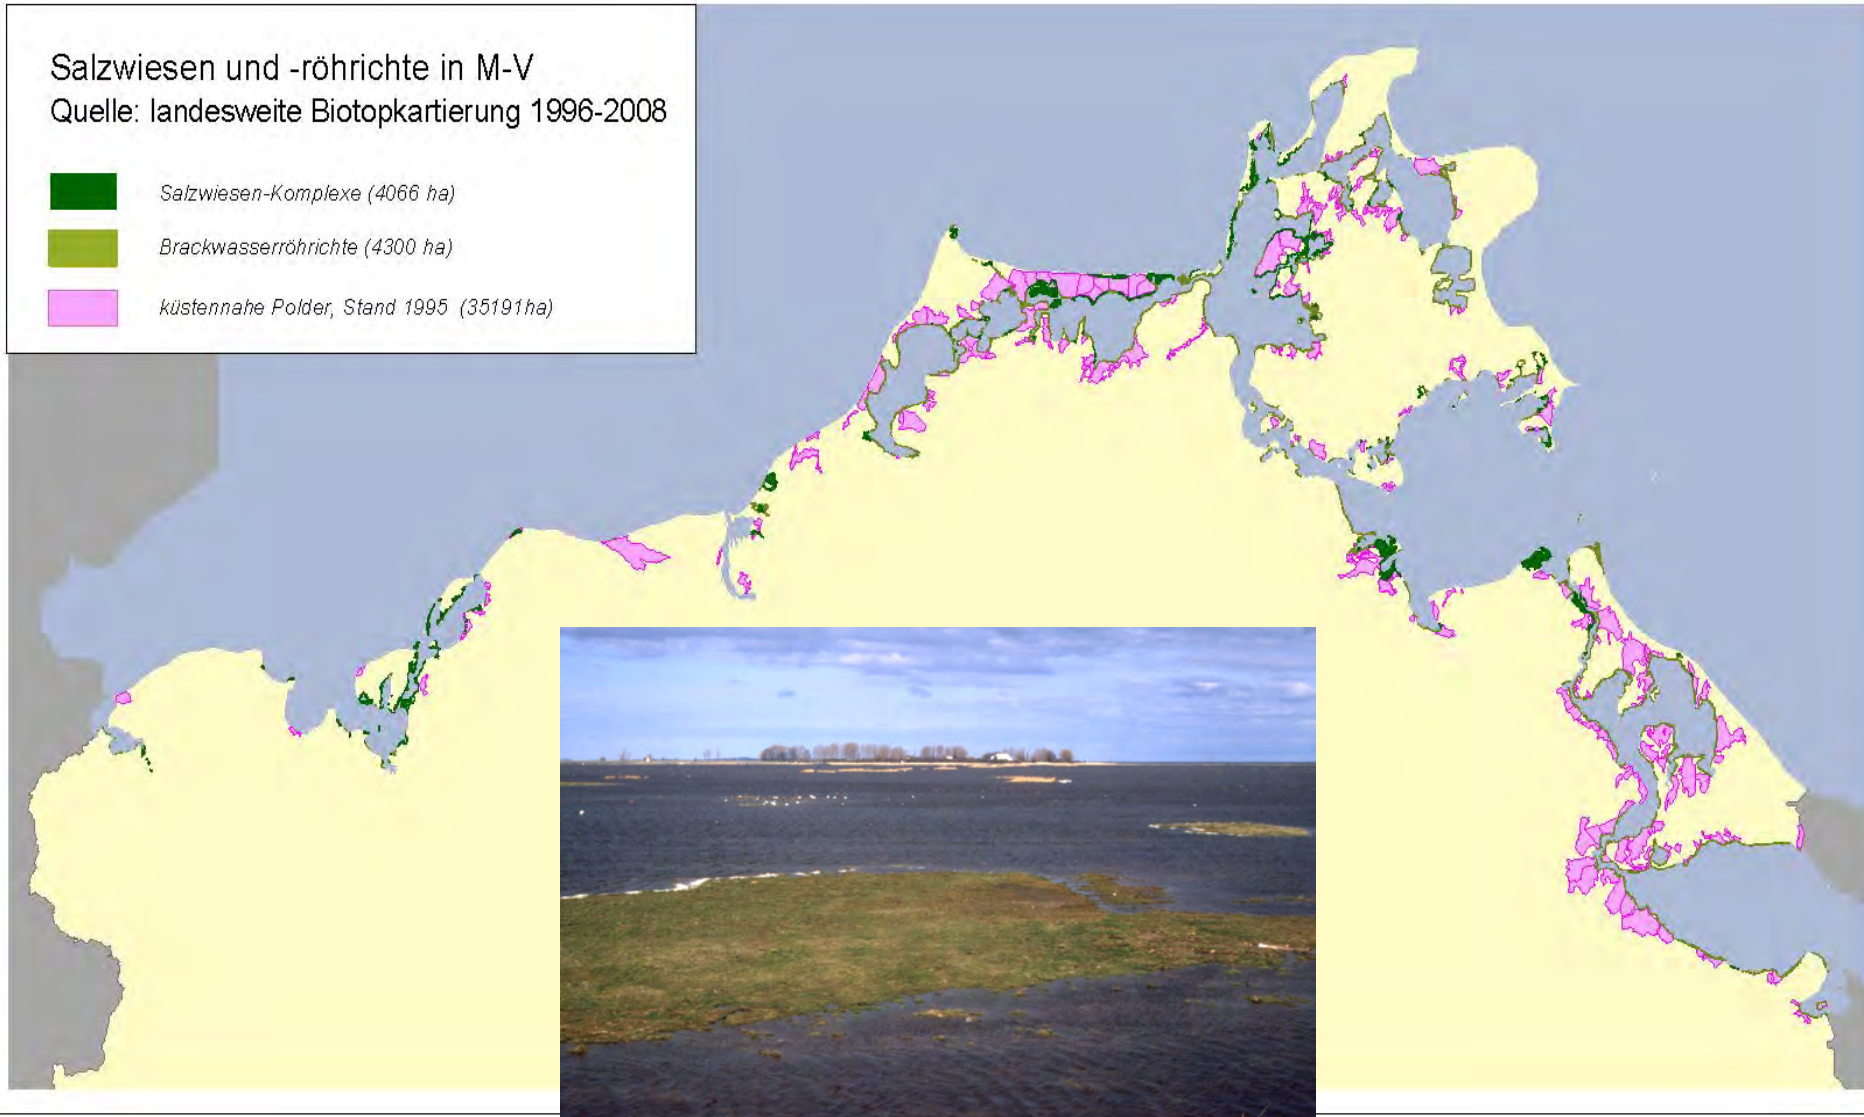 Salzwiesen und -röhrichte in M-V
Quelle: landesweite Biotopkartierung 1996-2008
Salzwiesen-Komplexe (4066 ha)
Brackwasserröhrichte (4300 ha)
küstennahe Polder, Stand 1995 (35191ha)